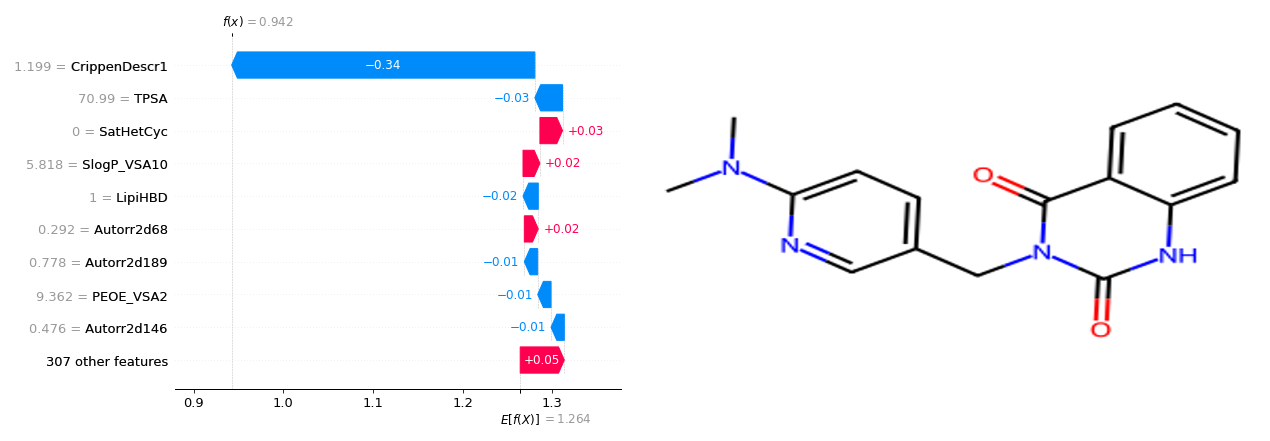 f(x) = 0.942
1.199 = CrippenDescr1
−0.34
70.99 = TPSA
−0.03
0 = SatHetCyc
+0.03
5.818 = SlogP_VSA10
+0.02
1 = LipiHBD
−0.02
0.292 = Autorr2d68
+0.02
0.778 = Autorr2d189
−0.01
9.362 = PEOE_VSA2
−0.01
0.476 = Autorr2d146
−0.01
307 other features
+0.05
0.9 1.0 1.1 1.2 1.3
E[f(X)] = 1.264
N
N
O
N
NH
O